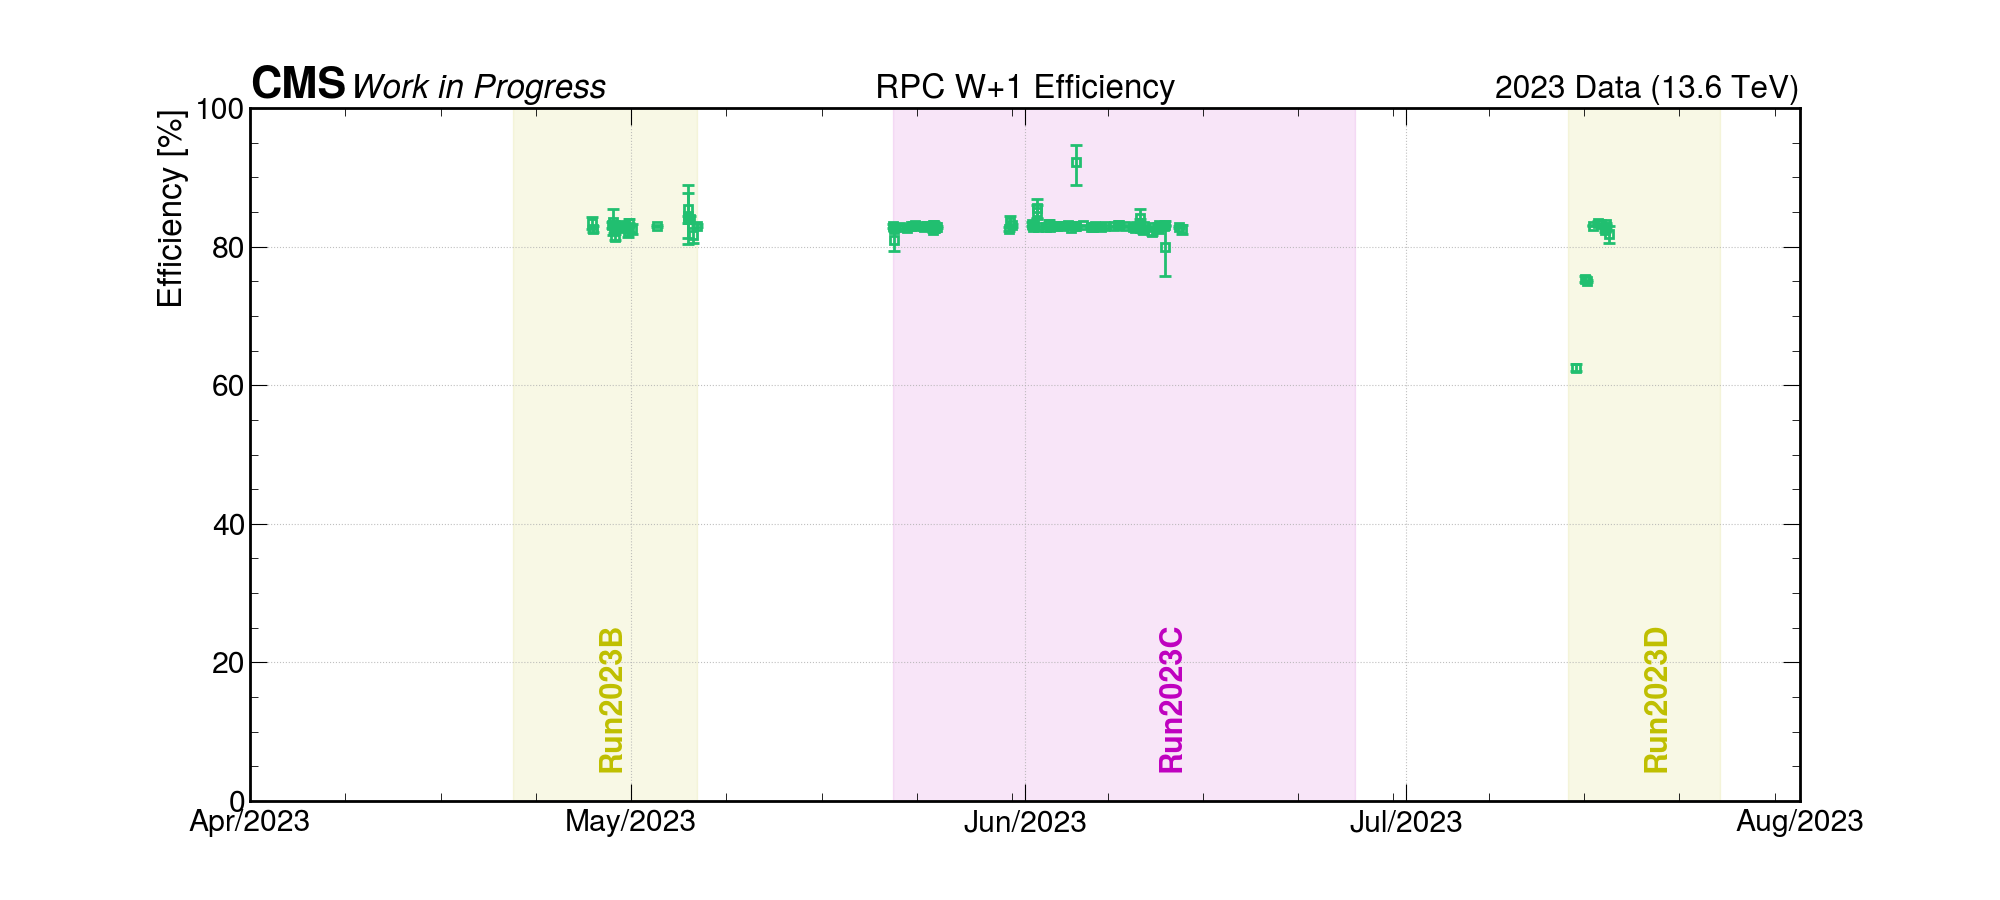 CMS Work in Progress
RPC W+1 Efficiency
2023 Data (13.6 TeV)
Efficiency [%]
100
80
60
40
20
0
Run2023B
Run2023C
Run2023D
Apr/2023
May/2023
Jun/2023
Jul/2023
Aug/2023